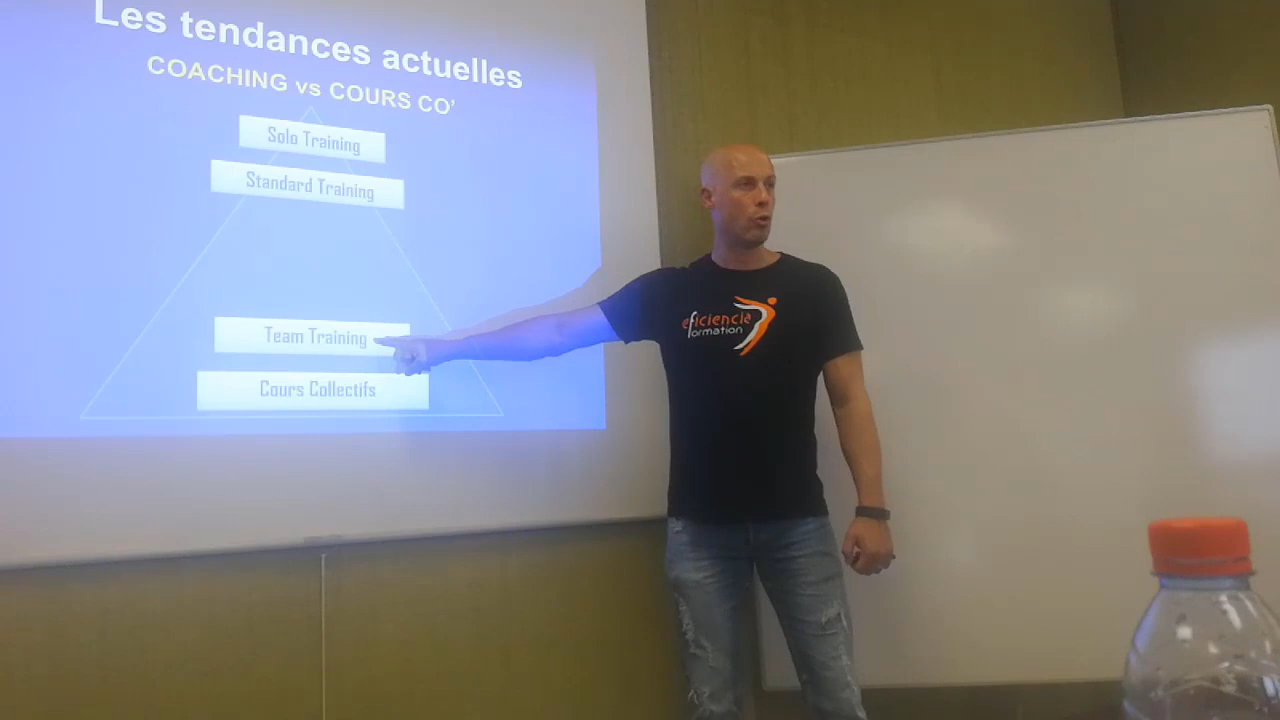 Les tendances actuelles
COACHING vs COURS CO'
Solo Training
Standard Training
Team Training
Cours Collectifs
eficiencia
formation